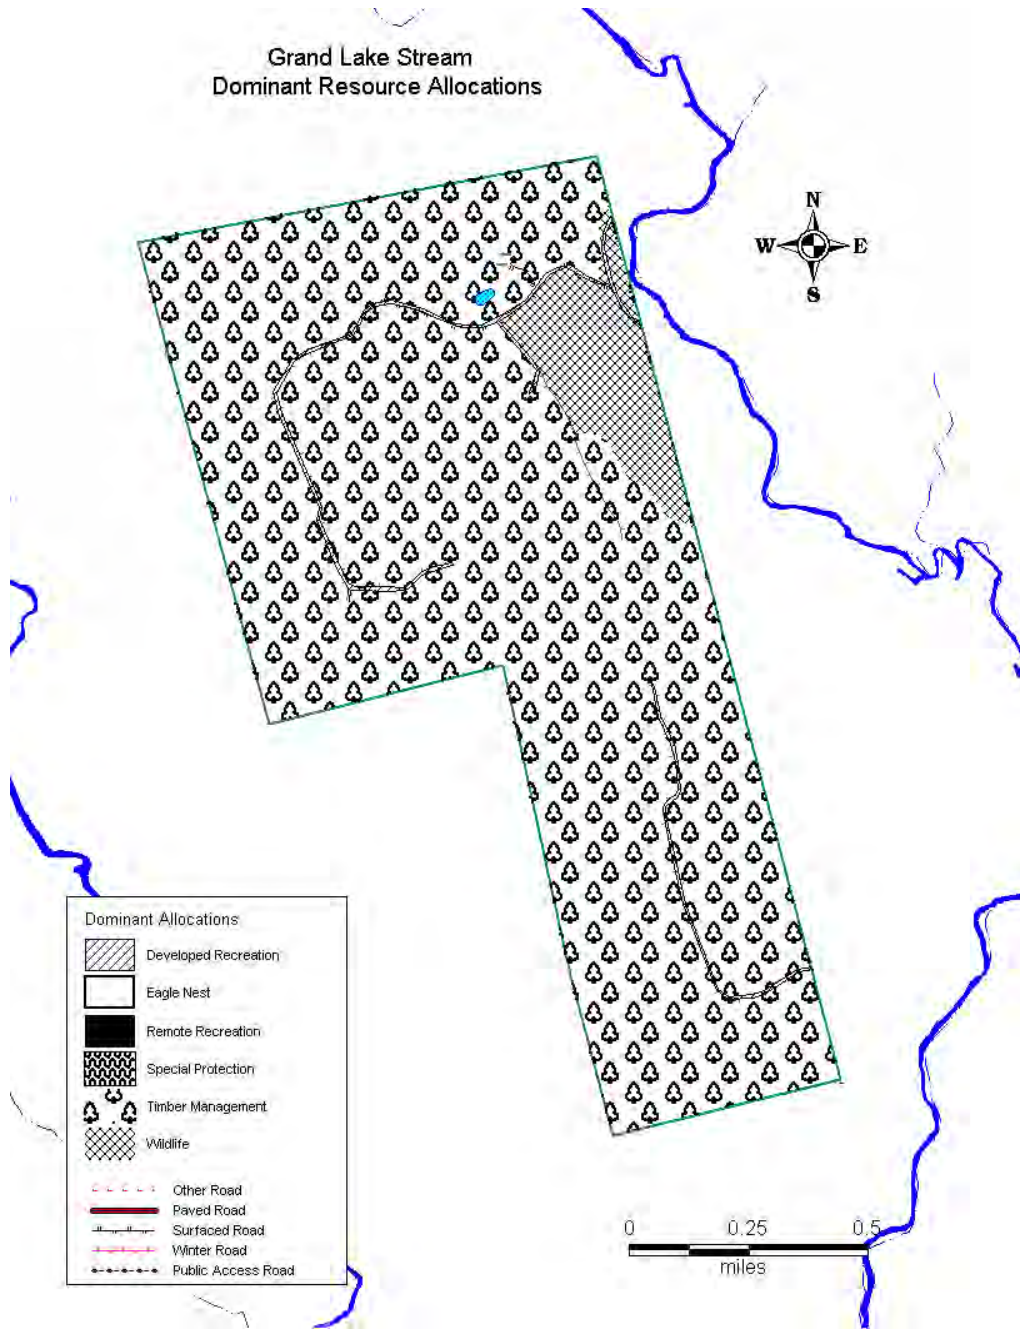 Grand Lake Stream
Dominant Resource Allocations
N
W E
S
Dominant Allocations
Developed Recreation
Eagle Nest
Remote Recreation
Special Protection
Timber Management
Wildlife
Other Road
Paved Road
Surfaced Road
Winter Road
Public Access Road
0 0.25 0.5
miles